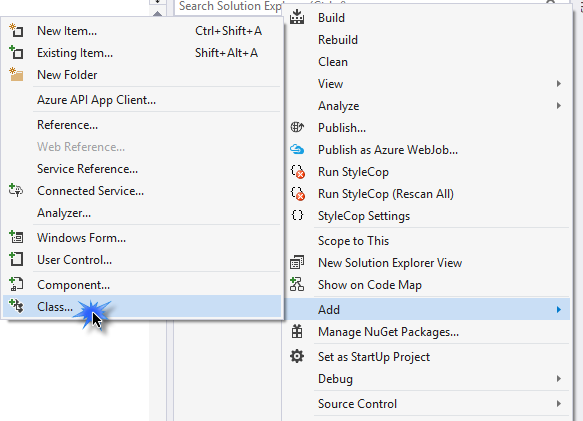 Search Solution Explorer
New Item... Ctrl+Shift+A
Existing Item... Shift+Alt+A
New Folder
Azure API App Client...
Reference...
Web Reference...
Service Reference...
Connected Service...
Analyzer...
Windows Form...
User Control...
Component...
Class...
Build
Rebuild
Clean
View
Analyze
Publish...
Publish as Azure WebJob...
Run StyleCop
Run StyleCop (Rescan All)
StyleCop Settings
Scope to This
New Solution Explorer View
Show on Code Map
Add
Manage NuGet Packages...
Set as StartUp Project
Debug
Source Control